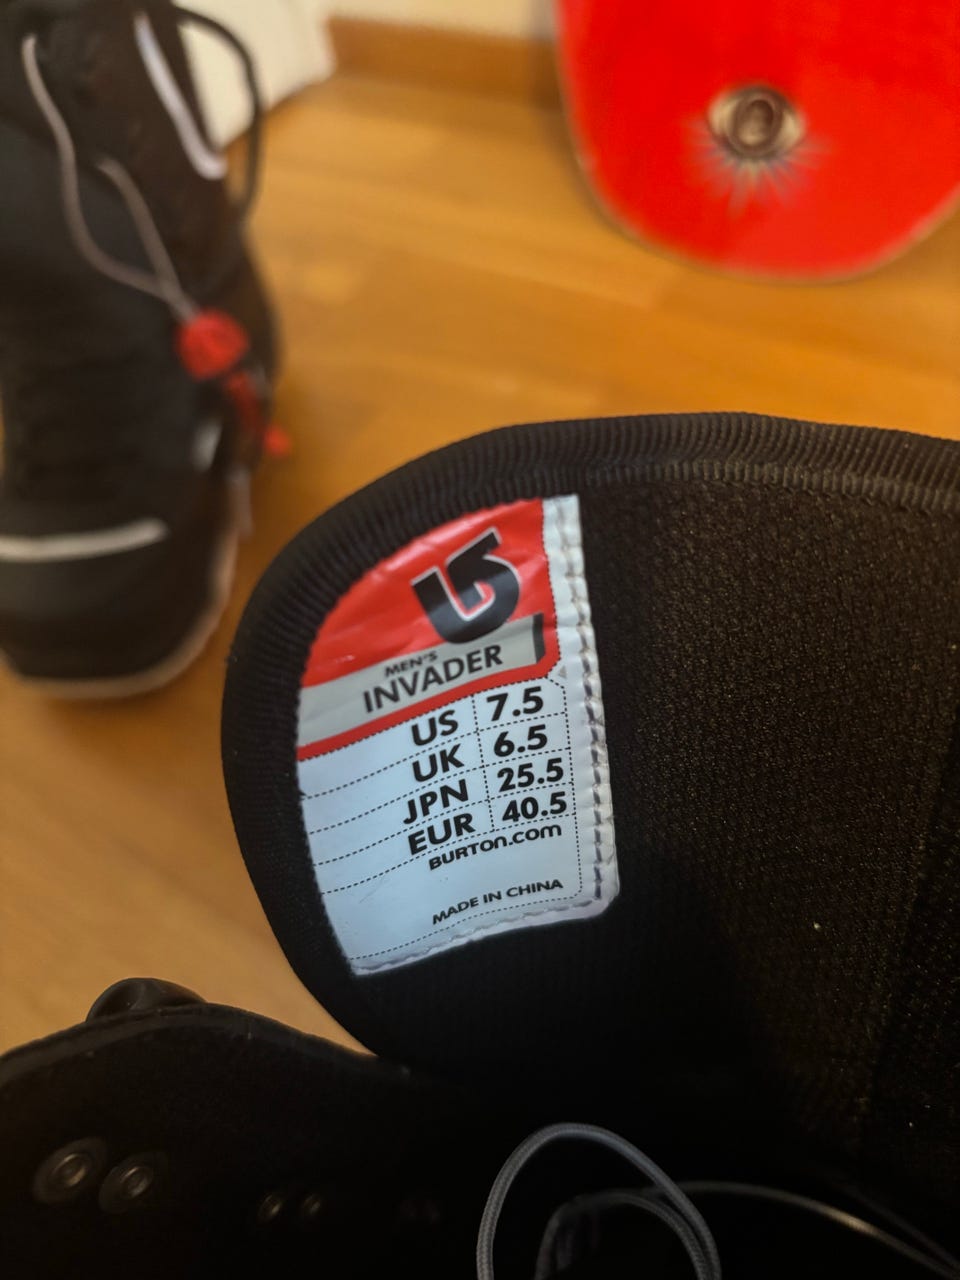 MEN'S
INVADER
US 7.5
UK 6.5
JPN 25.5
EUR 40.5
BURTON.COM
MADE IN CHINA